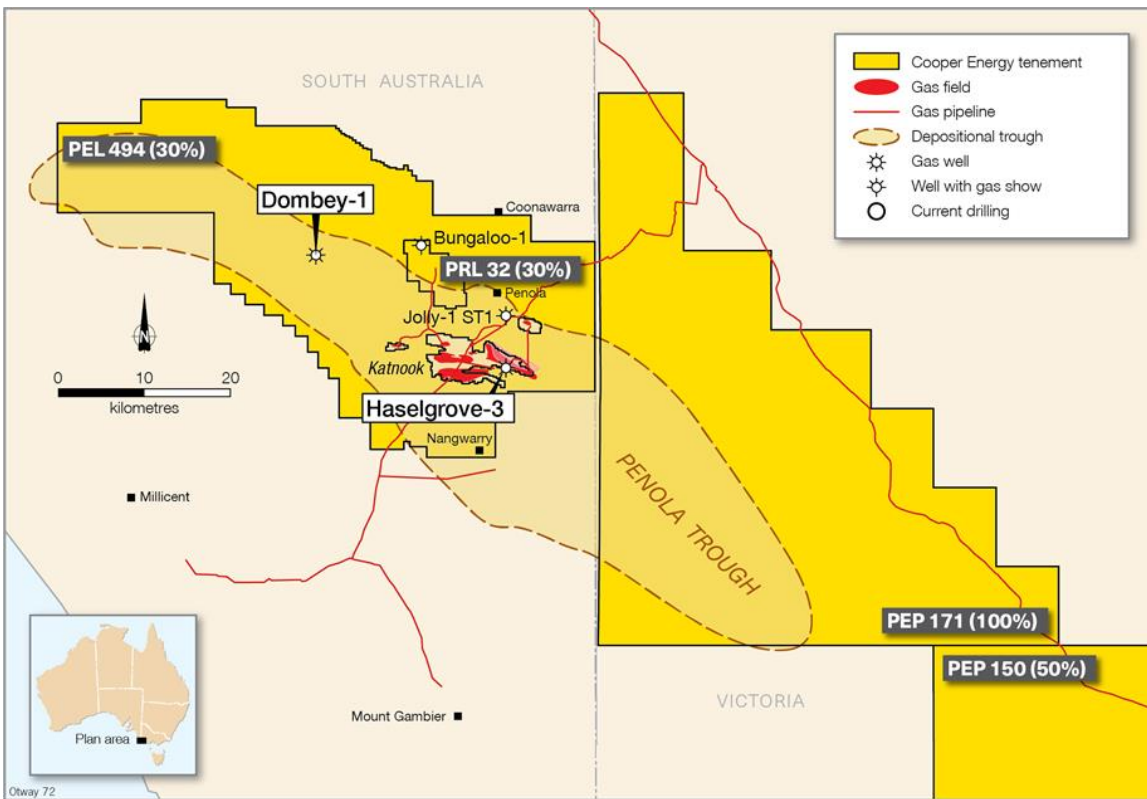 SOUTH AUSTRALIA
Cooper Energy tenement
Gas field
Gas pipeline
Depositional trough
Gas well
Well with gas show
Current drilling
PEL 494 (30%)
Dombey-1
Coonawarra
Bungaloo-1
PRL 32 (30%)
Penola
Jolly-1 ST1
N
Katnook
0 10 20
kilometres
Haselgrove-3
Nangwarry
Millicent
PENOLA TROUGH
PEP 171 (100%)
PEP 150 (50%)
VICTORIA
Mount Gambier
Plan area
Otway 72